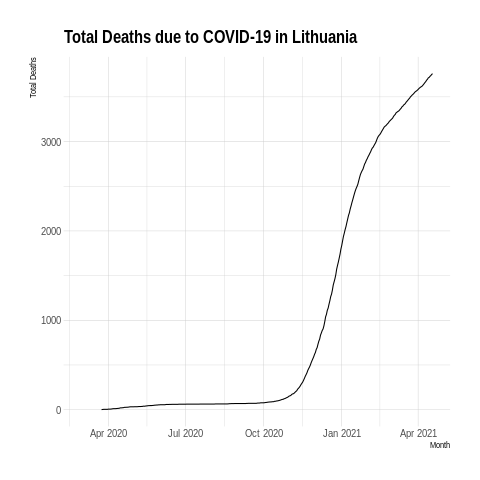 Total Deaths due to COVID-19 in Lithuania
Total Deaths
3000
2000
1000
0
Apr 2020 Jul 2020 Oct 2020 Jan 2021 Apr 2021
Month